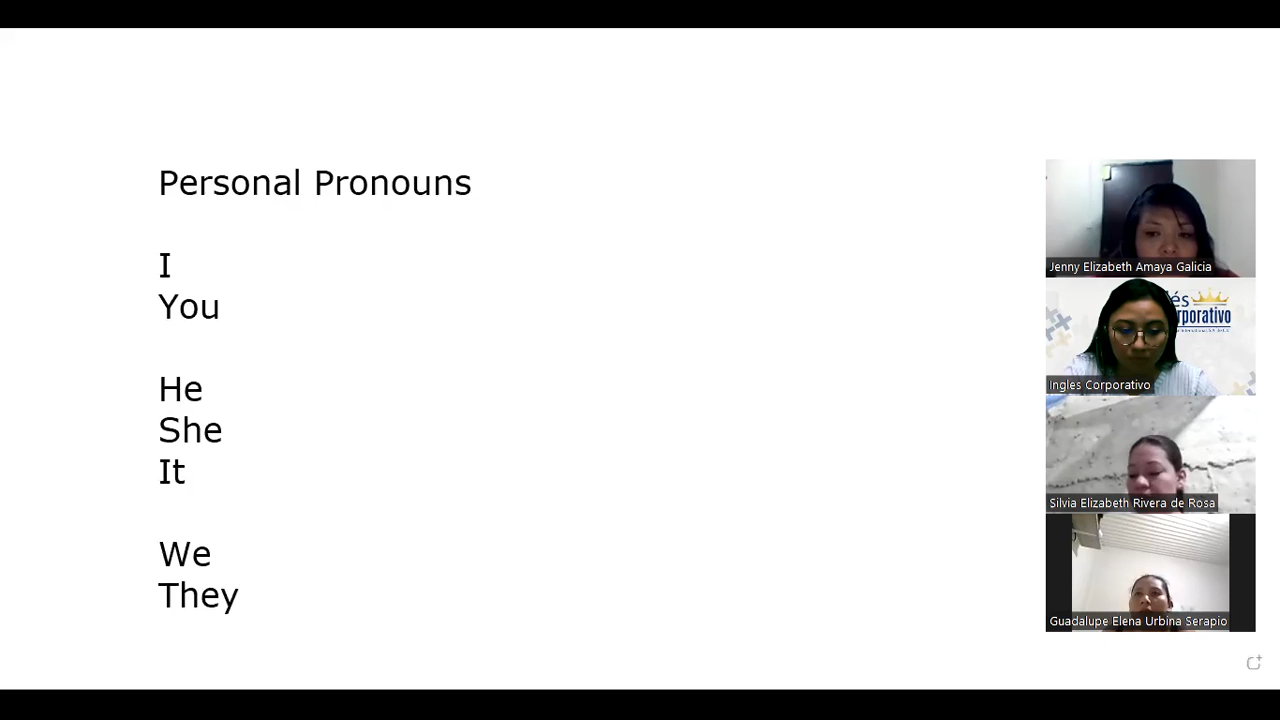 Personal Pronouns
I
You
He
She
It
We
They
Jenny Elizabeth Amaya Galicia
Ingles Corporativo
Silvia Elizabeth Rivera de Rosa
Guadalupe Elena Urbina Serapio